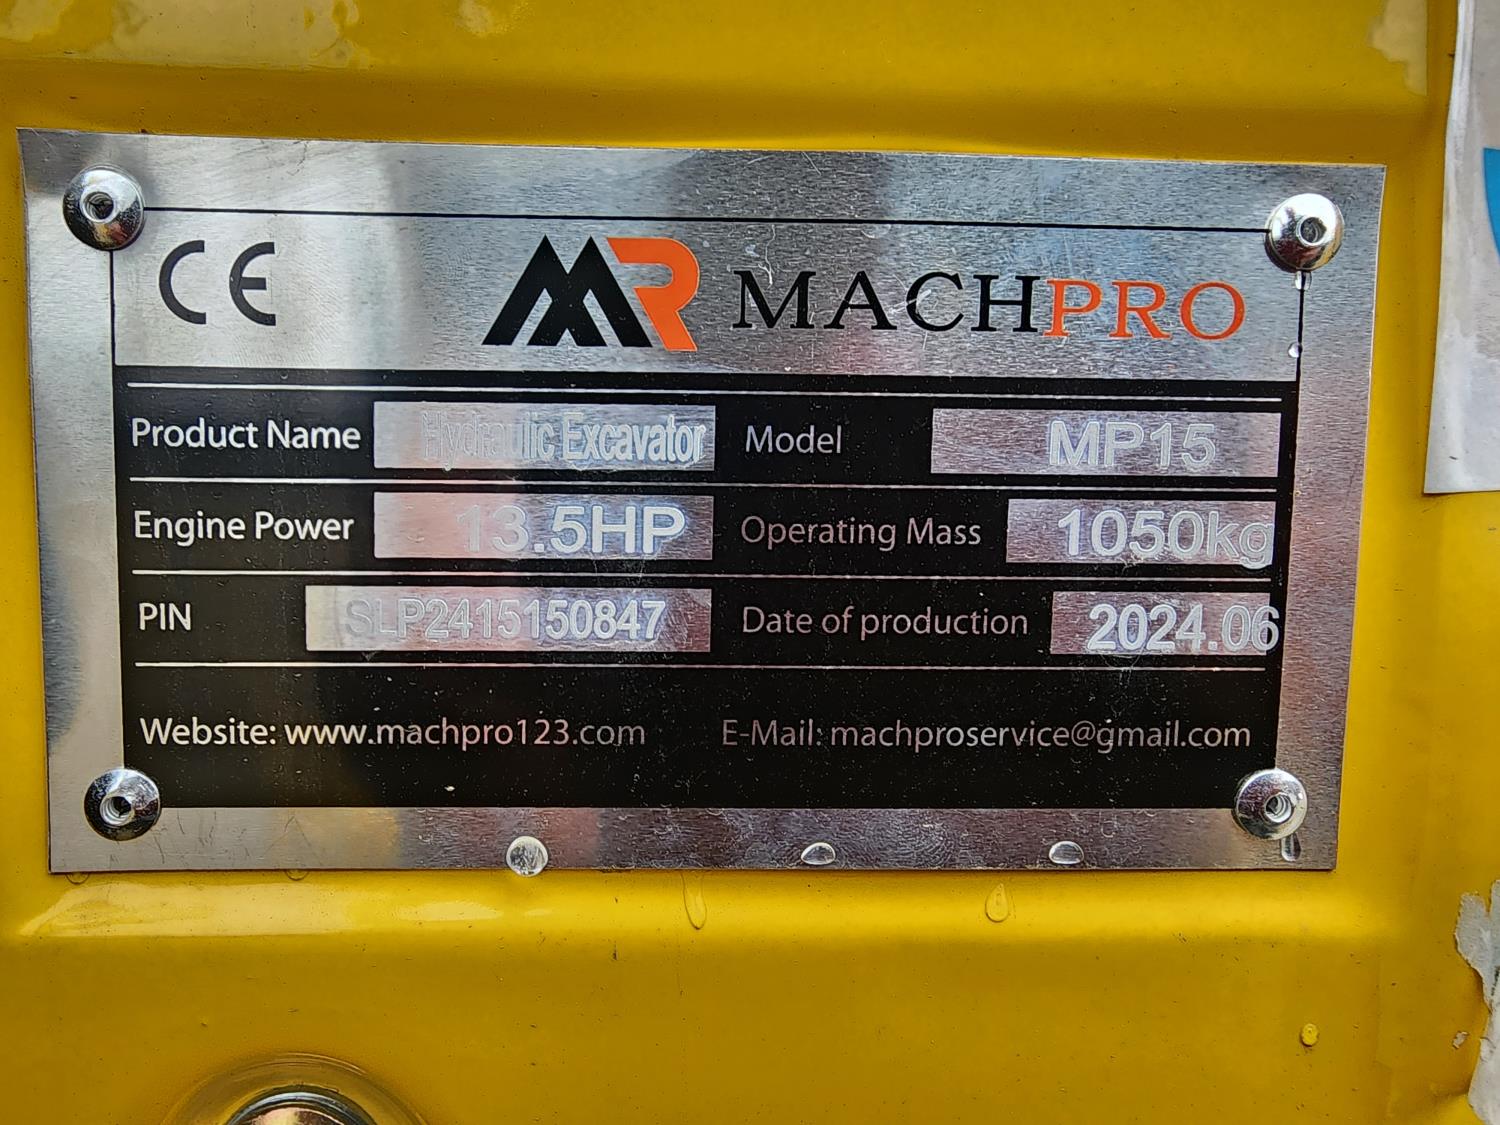 CE MR MACHPRO
Product Name Hydraulic Excavator Model MP15
Engine Power 13.5HP Operating Mass 1050kg
PIN SLP2415150847 Date of production 2024.06
Website: www.machpro123.com E-Mail: machproservice@gmail.com